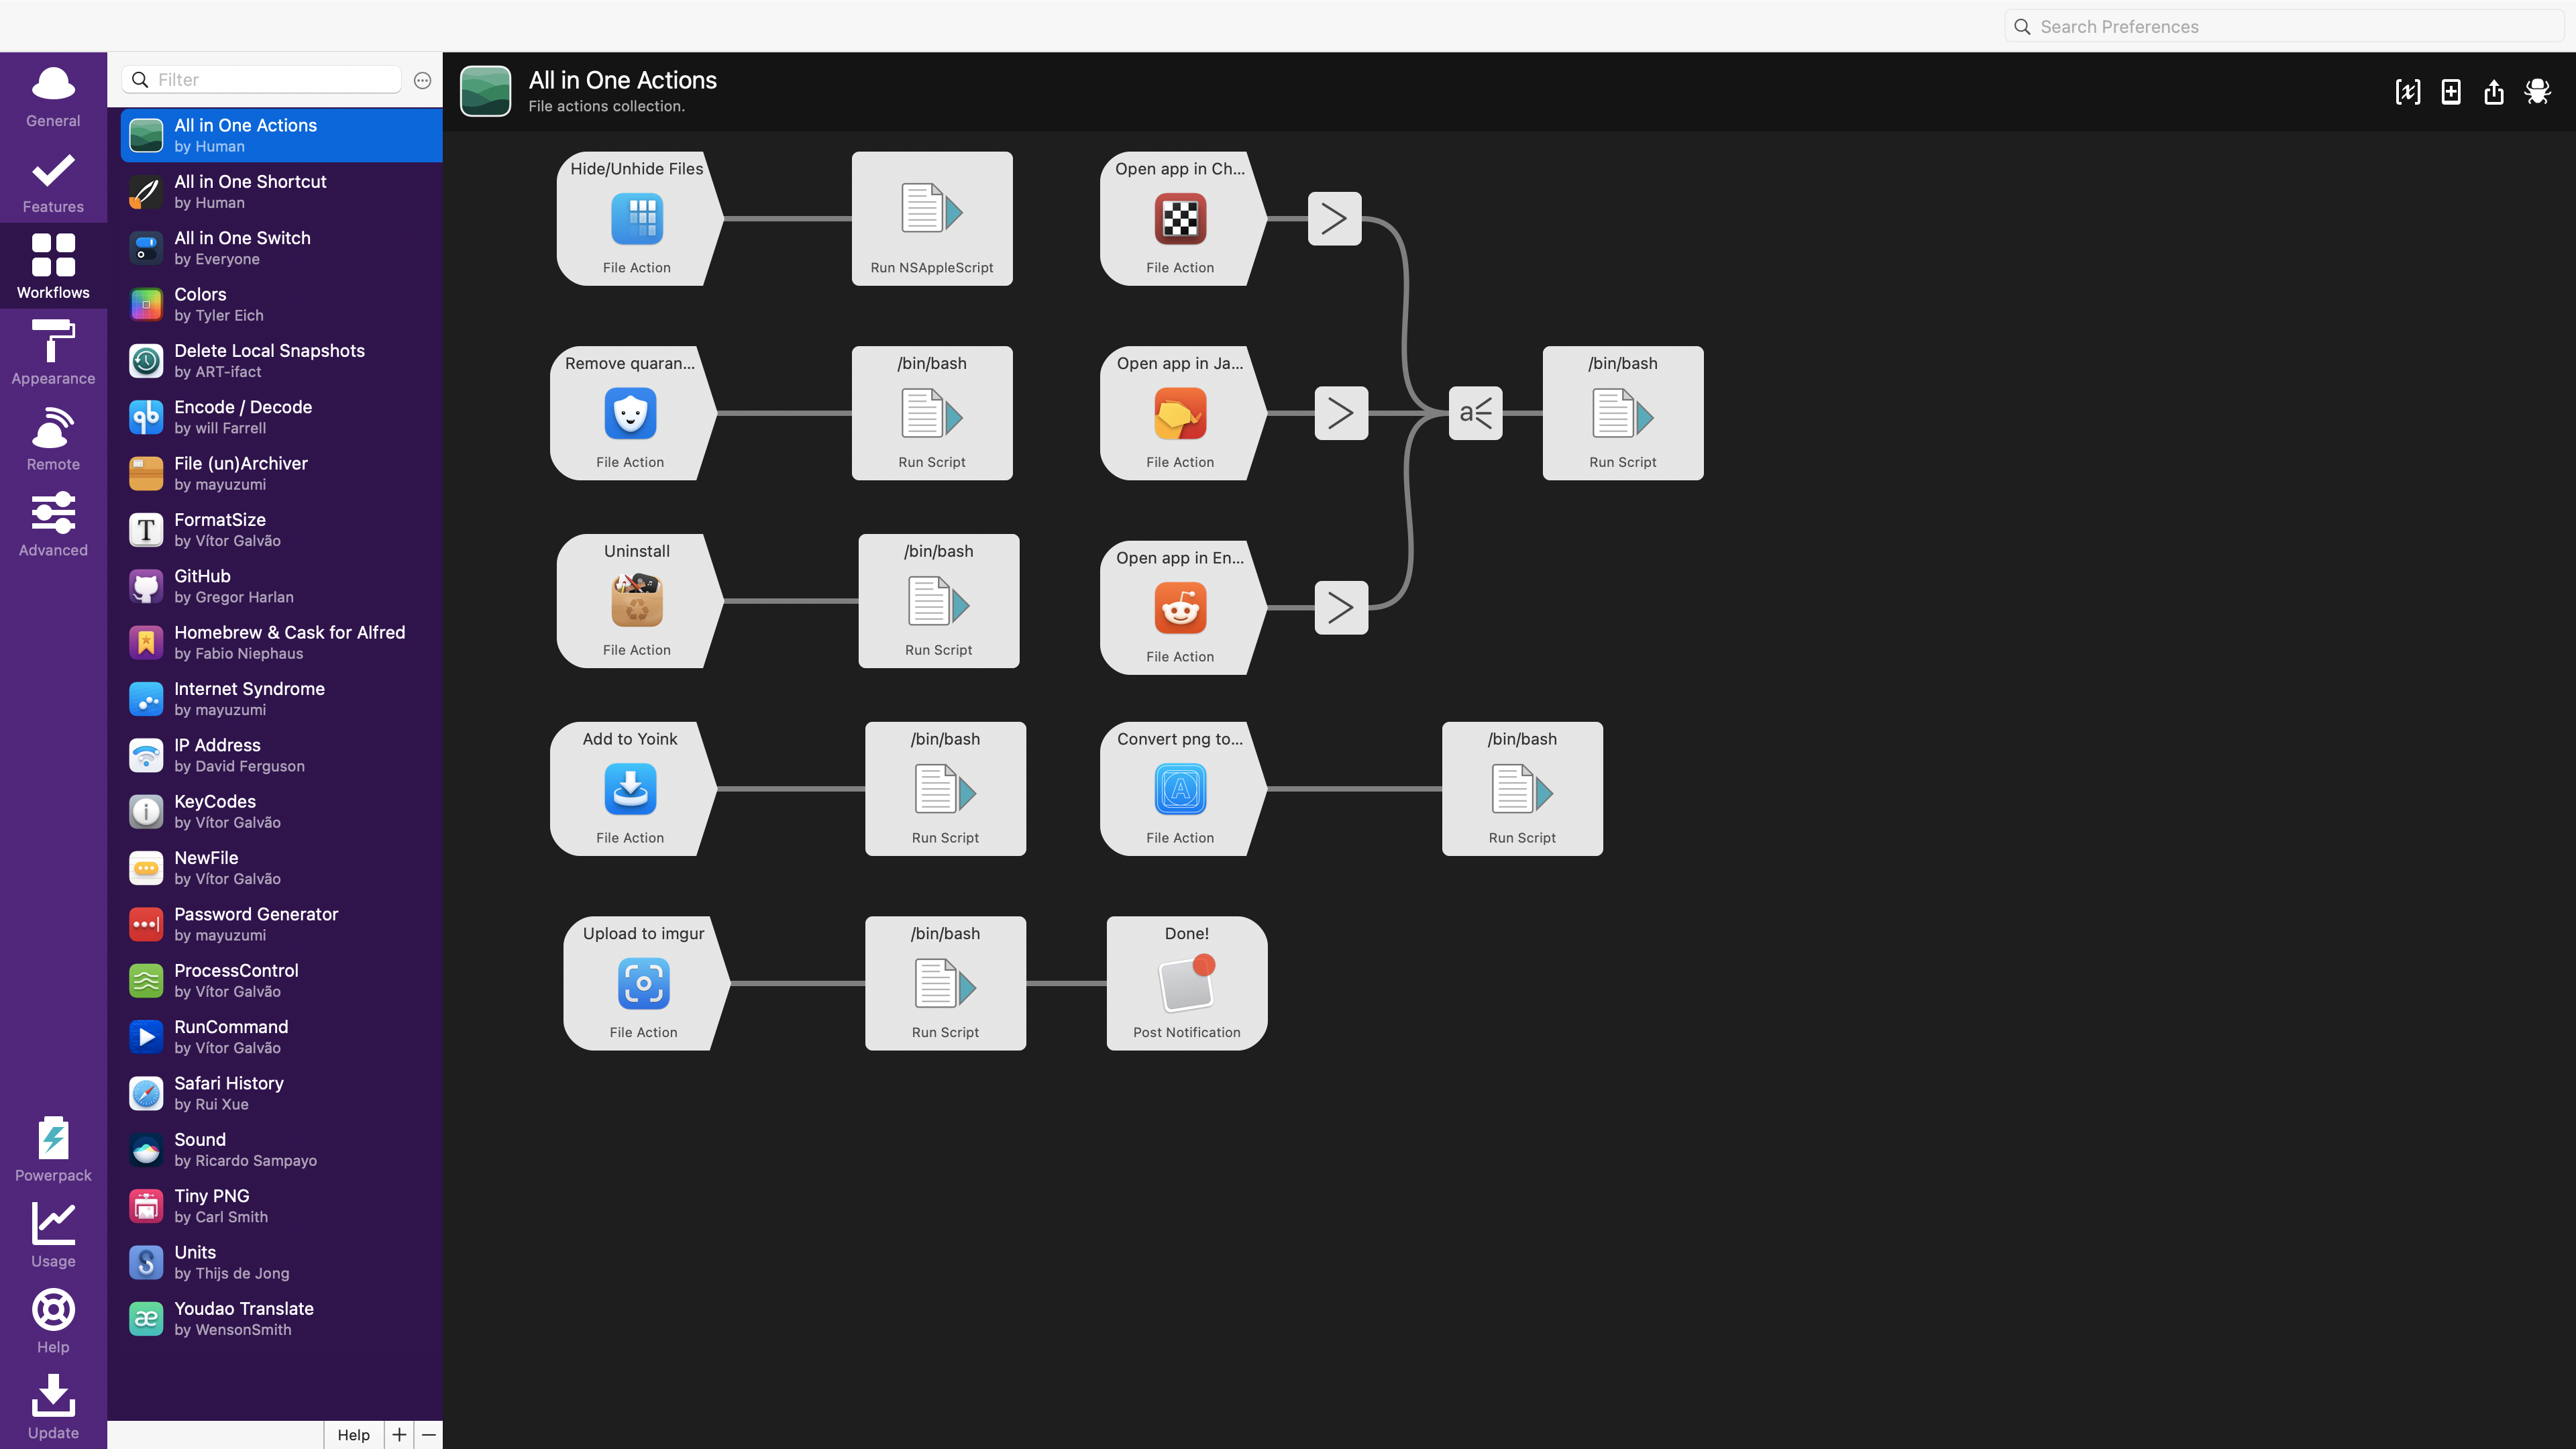 Search Preferences
General
Features
Workflows
Appearance
Remote
Advanced
Powerpack
Usage
Help
Update
Filter
All in One Actions
by Human
All in One Shortcut
by Human
All in One Switch
by Everyone
Colors
by Tyler Eich
Delete Local Snapshots
by ART-ifact
Encode / Decode
by will Farrell
File (un)Archiver
by mayuzumi
FormatSize
by Vítor Galvão
GitHub
by Gregor Harlan
Homebrew & Cask for Alfred
by Fabio Niephaus
Internet Syndrome
by mayuzumi
IP Address
by David Ferguson
KeyCodes
by Vítor Galvão
NewFile
by Vítor Galvão
Password Generator
by mayuzumi
ProcessControl
by Vítor Galvão
RunCommand
by Vítor Galvão
Safari History
by Rui Xue
Sound
by Ricardo Sampayo
Tiny PNG
by Carl Smith
Units
by Thijs de Jong
Youdao Translate
by WensonSmith
Help
All in One Actions
File actions collection.
Hide/Unhide Files
File Action
Run NSAppleScript
Open app in Ch...
File Action
Remove quaran...
File Action
/bin/bash
Run Script
Open app in Ja...
File Action
a
/bin/bash
Run Script
Uninstall
File Action
/bin/bash
Run Script
Open app in En...
File Action
Add to Yoink
File Action
/bin/bash
Run Script
Convert png to...
File Action
/bin/bash
Run Script
Upload to imgur
File Action
/bin/bash
Run Script
Done!
Post Notification